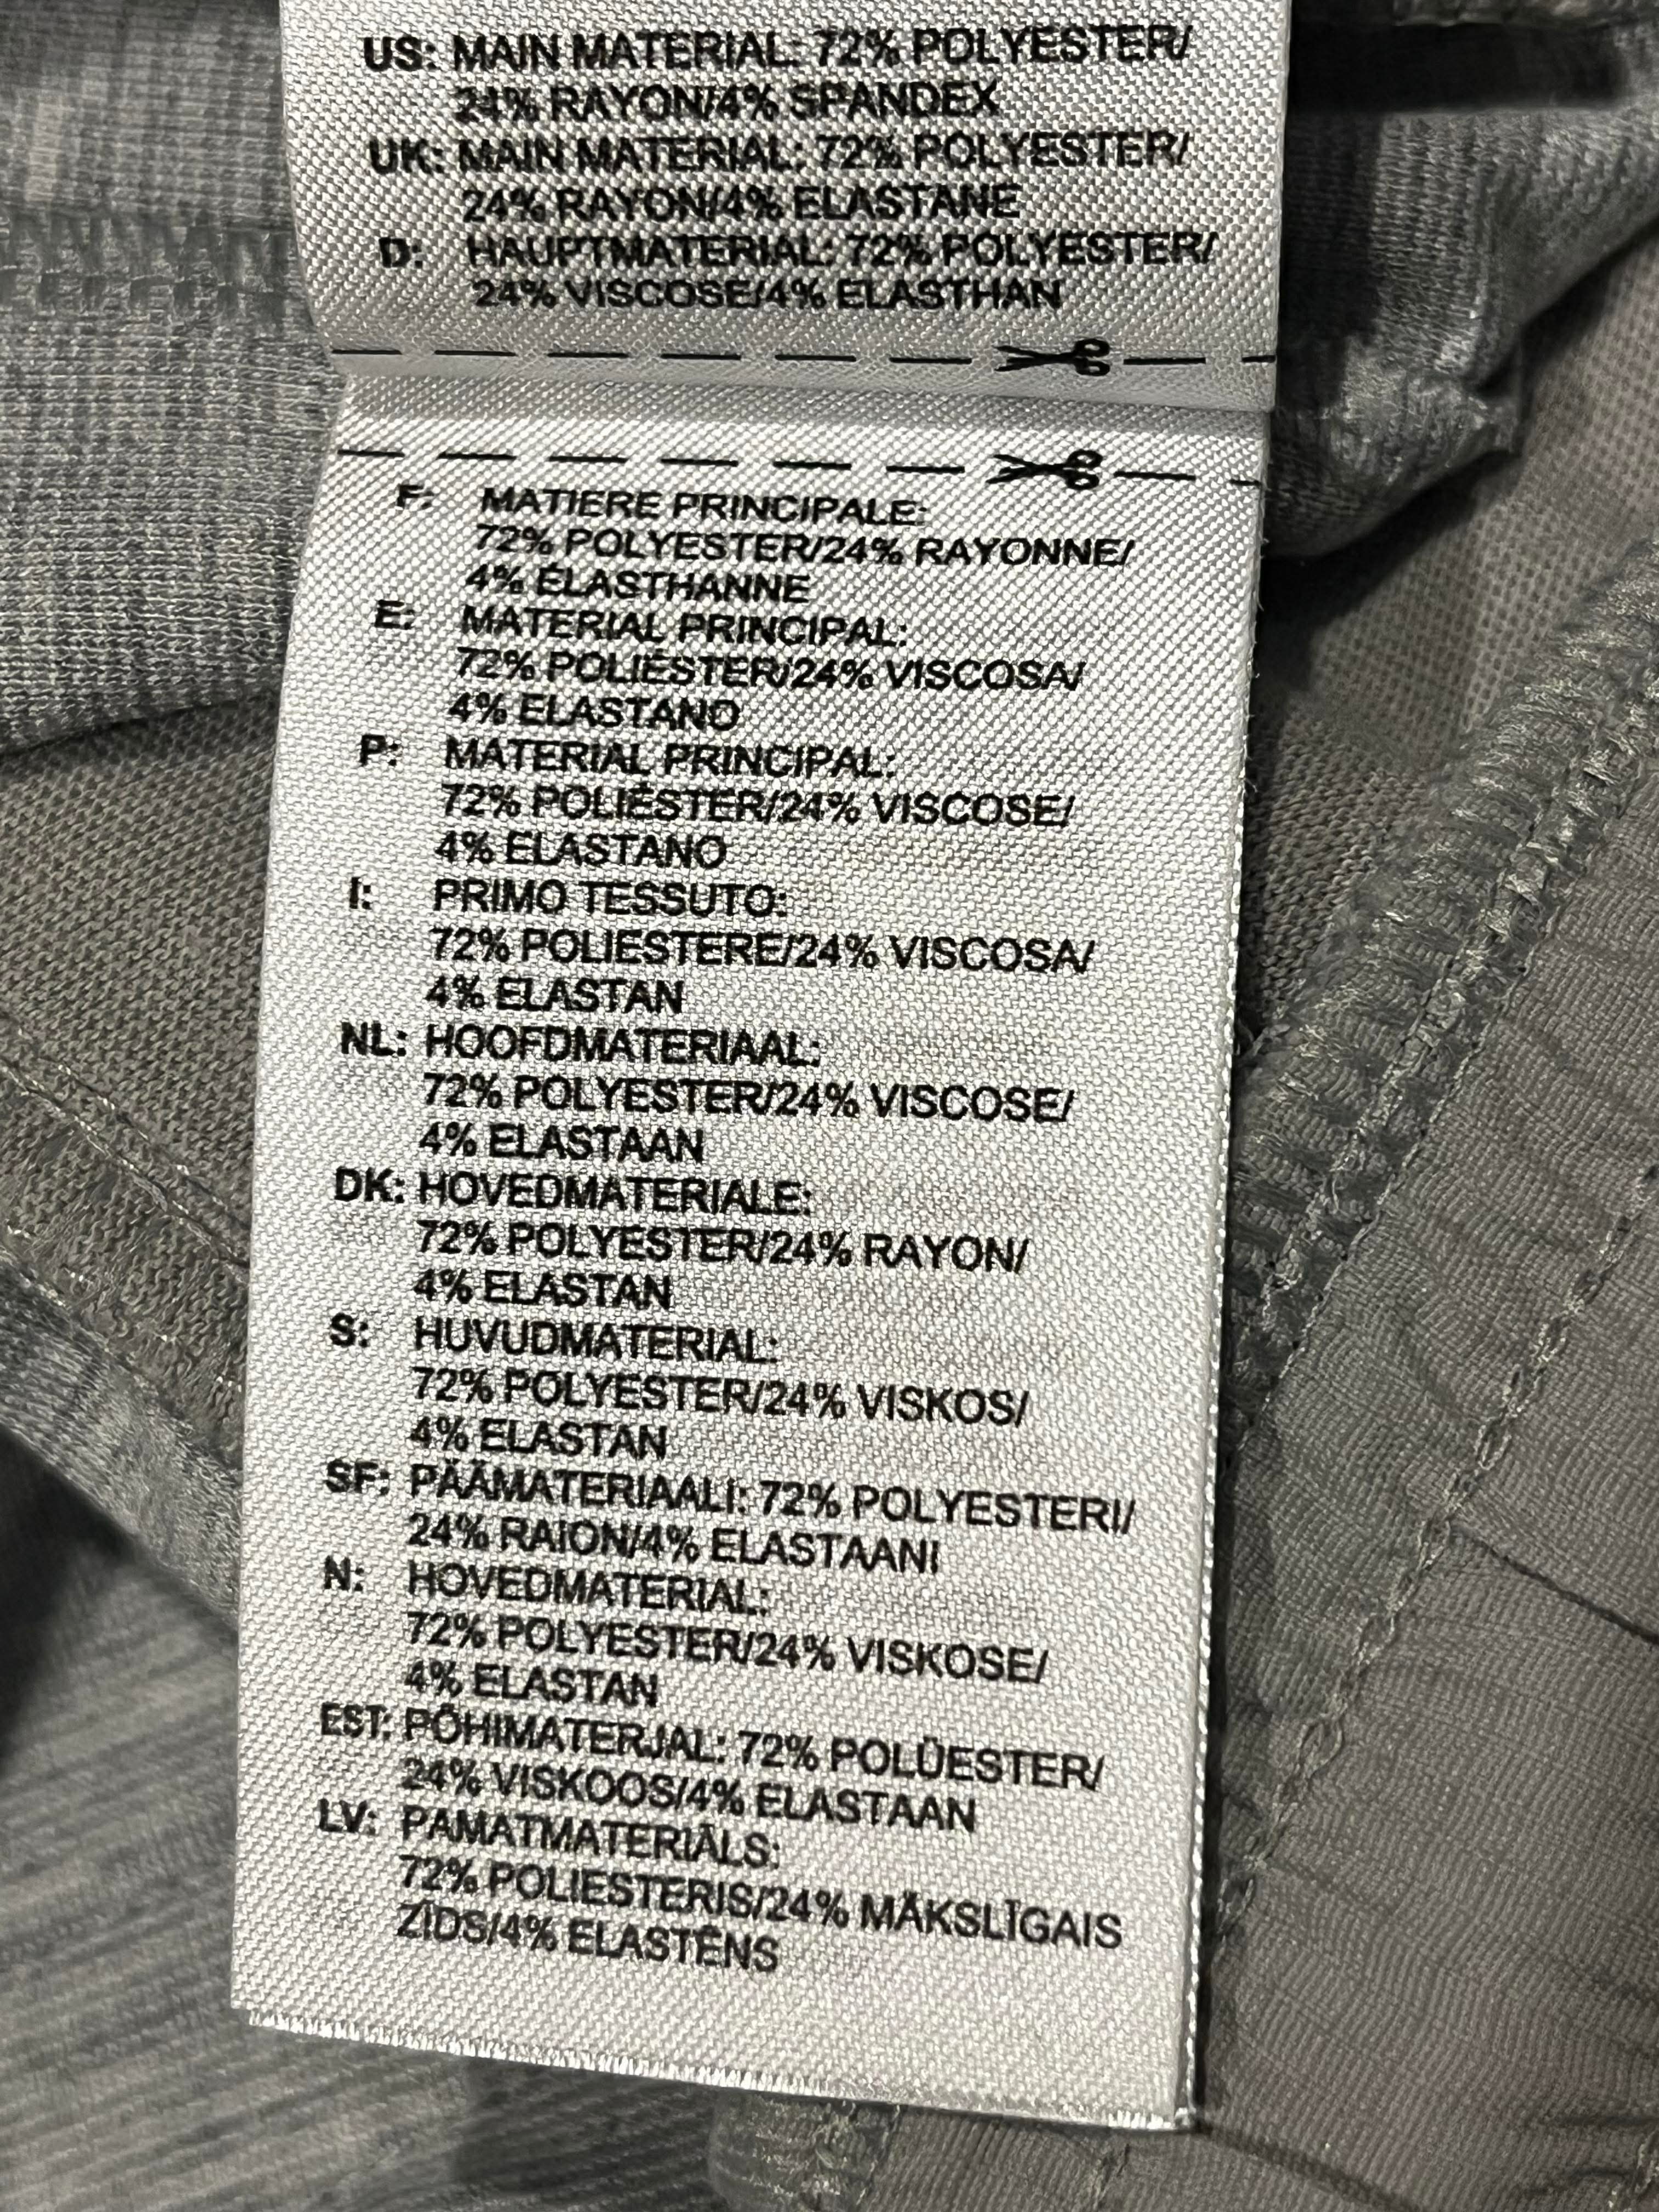 US: MAIN MATERIAL: 72% POLYESTER/
24% RAYON/4% SPANDEX
UK: MAIN MATERIAL: 72% POLYESTER/
24% RAYON/4% ELASTANE
D: HAUPTMATERIAL: 72% POLYESTER/
24% VISCOSE/4% ELASTHAN
F: MATIERE PRINCIPALE:
72% POLYESTER/24% RAYONNE/
4% ÉLASTHANNE
E: MATERIAL PRINCIPAL:
72% POLIÉSTER/24% VISCOSA/
4% ELASTANO
P: MATERIAL PRINCIPAL:
72% POLIÉSTER/24% VISCOSE/
4% ELASTANO
I: PRIMO TESSUTO:
72% POLIESTERE/24% VISCOSA/
4% ELASTAN
NL: HOOFDMATERIAAL:
72% POLYESTER/24% VISCOSE/
4% ELASTAAN
DK: HOVEDMATERIALE:
72% POLYESTER/24% RAYON/
4% ELASTAN
S: HUVUDMATERIAL:
72% POLYESTER/24% VISKOS/
4% ELASTAN
SF: PÄÄMATERIAALI: 72% POLYESTERI/
24% RAION/4% ELASTAANI
N: HOVEDMATERIAL:
72% POLYESTER/24% VISKOSE/
4% ELASTAN
EST: PÕHIMATERJAL: 72% POLÜESTER/
24% VISKOOS/4% ELASTAAN
LV: PAMATMATERIĀLS:
72% POLIESTERIS/24% MĀKSLĪGAIS
ZĪDS/4% ELASTĒNS